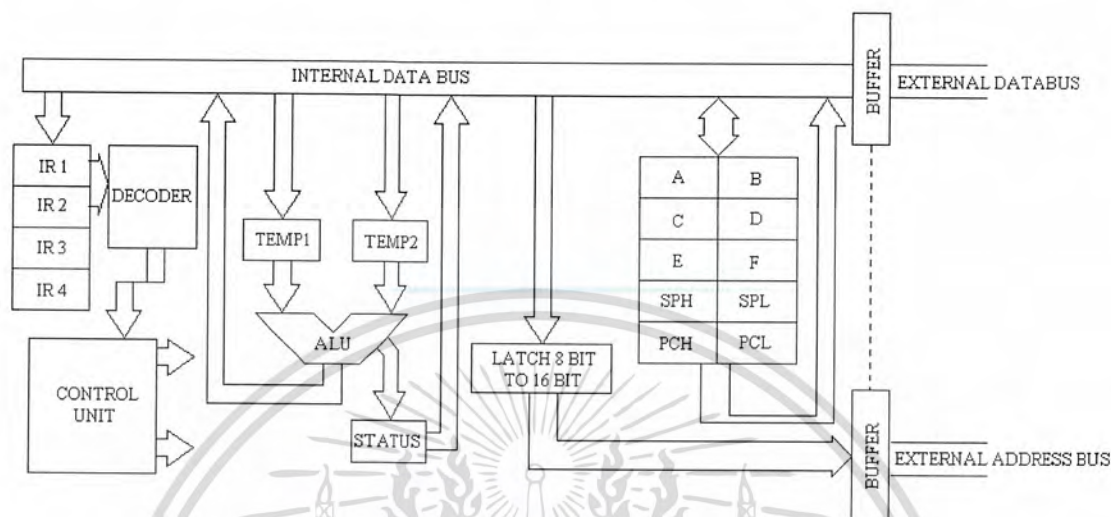 INTERNAL DATA BUS
BUFFER
EXTERNAL DATABUS
IR 1
IR 2
IR 3
IR 4
DECODER
TEMP1
TEMP2
A
B
C
D
E
F
SPH
SPL
PCH
PCL
ALU
LATCH 8 BIT
TO 16 BIT
CONTROL
UNIT
STATUS
BUFFER
EXTERNAL ADDRESS BUS